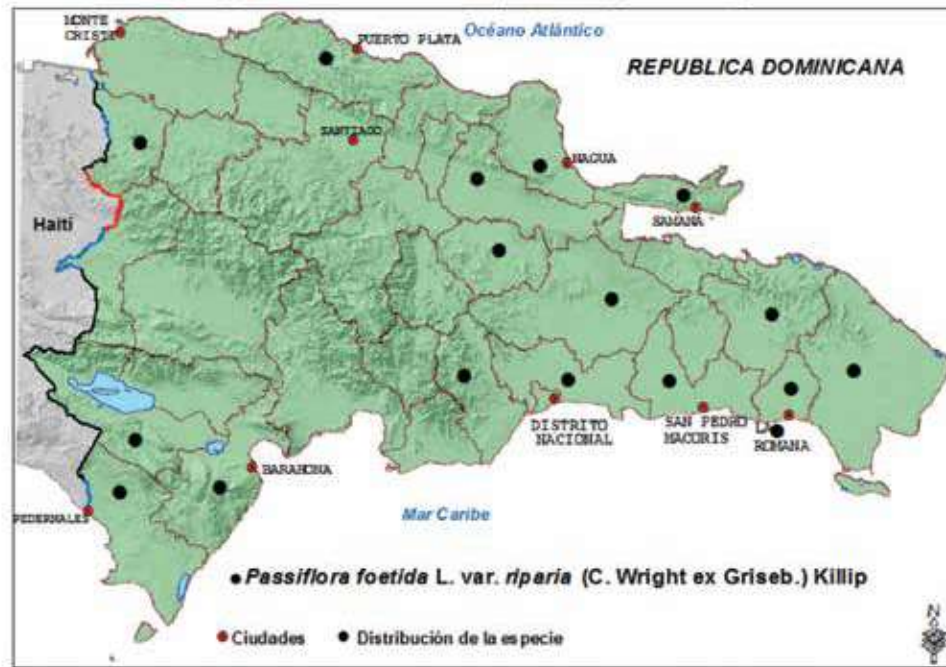 MONTE
CRISTI
PUERTO PLATA
Océano Atlántico
REPUBLICA DOMINICANA
SANTIAGO
NAGUA
SAMANA
Haití
DISTRITO
NACIONAL
SAN PEDRO
MACORIS
LA
ROMANA
BARAHONA
PEDERNALES
Mar Caribe
Passiflora foetida L. var. riparia (C. Wright ex Griseb.) Killip
Ciudades
Distribución de la especie
N